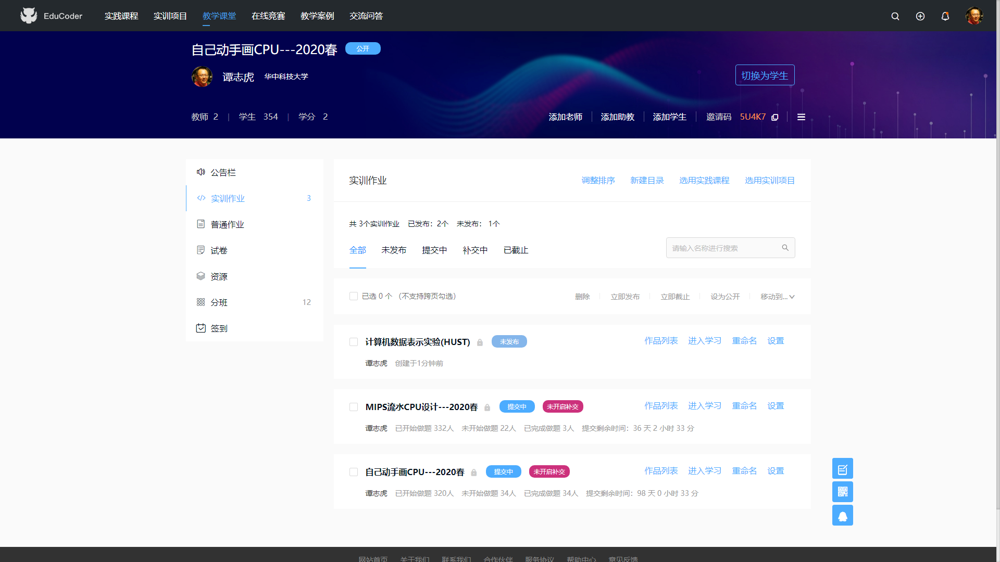 EduCoder 实践课程 实训项目 教学课堂 在线竞赛 教学案例 交流问答
自己动手画CPU---2020春 公开
谭志虎 华中科技大学 切换为学生
教师 2 | 学生 354 | 学分 2 添加老师 添加助教 添加学生 邀请码 5U4K7
公告栏
实训作业 3
普通作业
试卷
资源
分班 12
签到
实训作业 调整排序 新建目录 选用实践课程 选用实训项目
共 3个实训作业 已发布：2个 未发布： 1个
全部 未发布 提交中 补交中 已截止 请输入名称进行搜索
已选 0 个 （不支持跨页勾选） 删除 立即发布 立即截止 设为公开 移动到...
计算机数据表示实验(HUST) 未发布 作品列表 进入学习 重命名 设置
谭志虎 创建于1分钟前
MIPS流水CPU设计---2020春 提交中 未开启补交 作品列表 进入学习 重命名 设置
谭志虎 已开始做题 332人 未开始做题 22人 已完成做题 3人 提交剩余时间：36 天 2 小时 33 分
自己动手画CPU---2020春 提交中 未开启补交 作品列表 进入学习 重命名 设置
谭志虎 已开始做题 320人 未开始做题 34人 已完成做题 34人 提交剩余时间：98 天 0 小时 33 分
网站首页 关于我们 联系我们 合作伙伴 服务协议 帮助中心 意见反馈